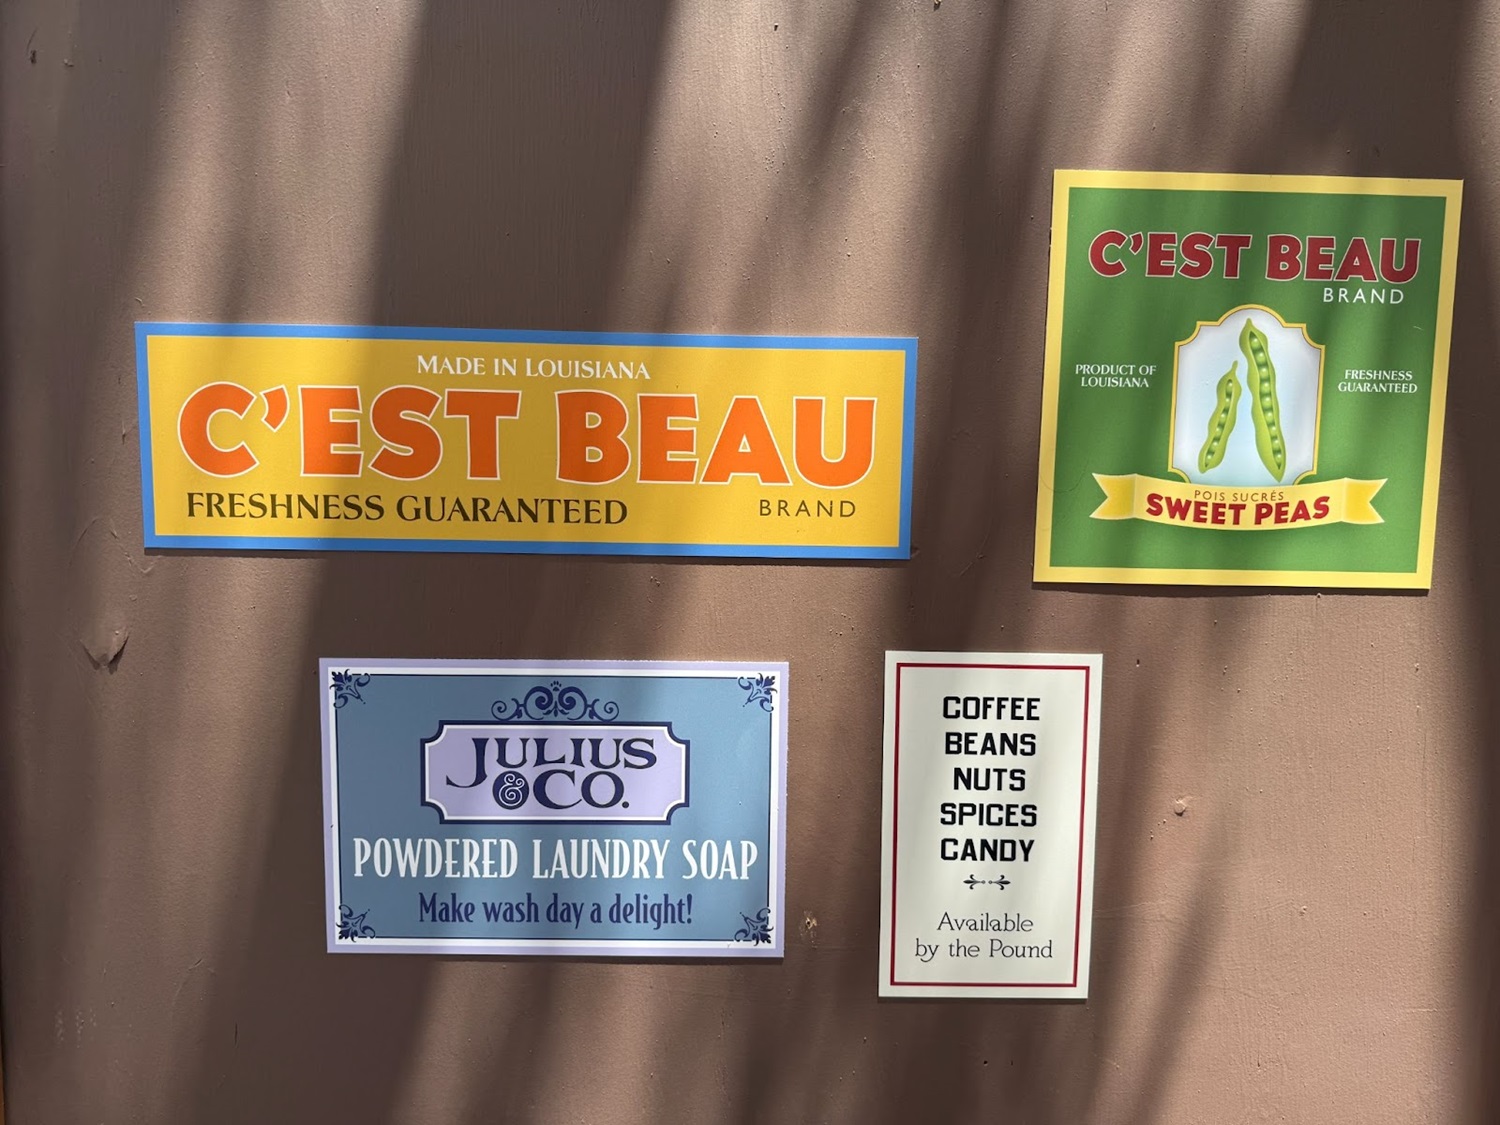 MADE IN LOUISIANA
C'EST BEAU
FRESHNESS GUARANTEED
BRAND
C'EST BEAU
BRAND
PRODUCT OF
LOUISIANA
FRESHNESS
GUARANTEED
POIS SUCRÉS
SWEET PEAS
JULIUS
& CO.
POWDERED LAUNDRY SOAP
Make wash day a delight!
COFFEE
BEANS
NUTS
SPICES
CANDY
Available
by the Pound